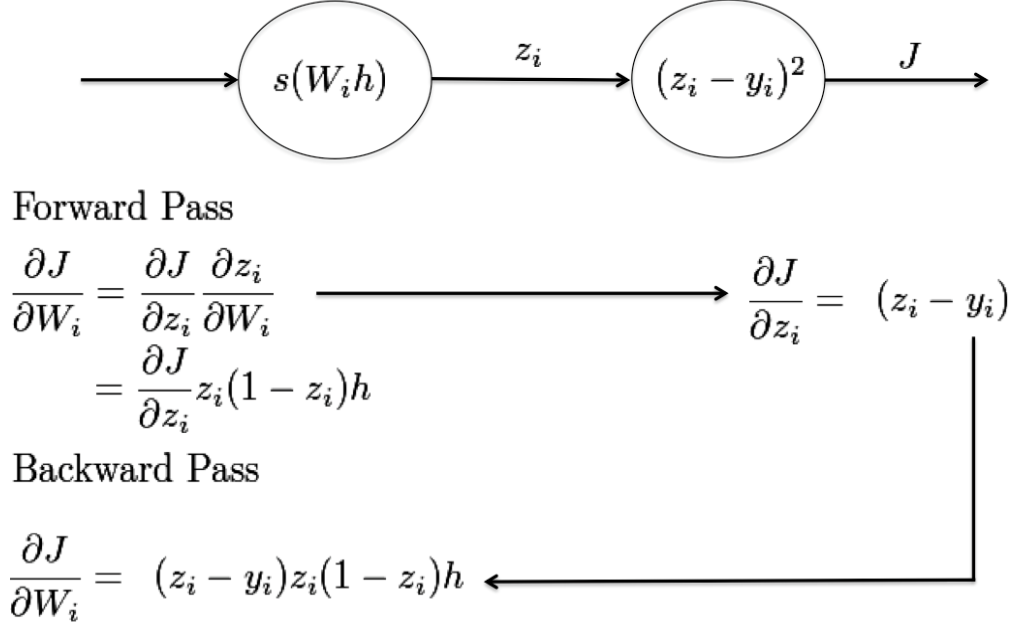 s(W_i h) z_i (z_i − y_i)^2 J
Forward Pass
∂J/∂W_i = ∂J/∂z_i ∂z_i/∂W_i
∂J/∂z_i = (z_i − y_i)
= ∂J/∂z_i z_i(1 − z_i)h
Backward Pass
∂J/∂W_i = (z_i − y_i)z_i(1 − z_i)h